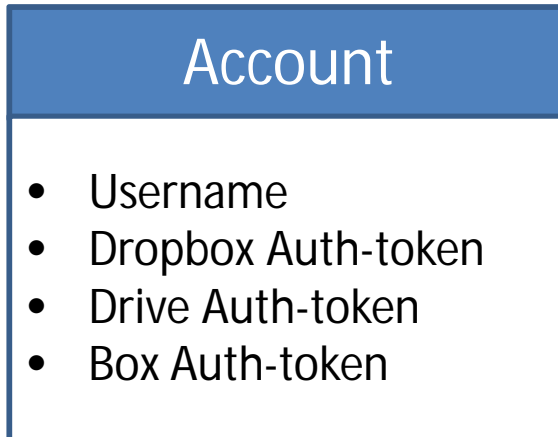 Account
• Username
• Dropbox Auth-token
• Drive Auth-token
• Box Auth-token